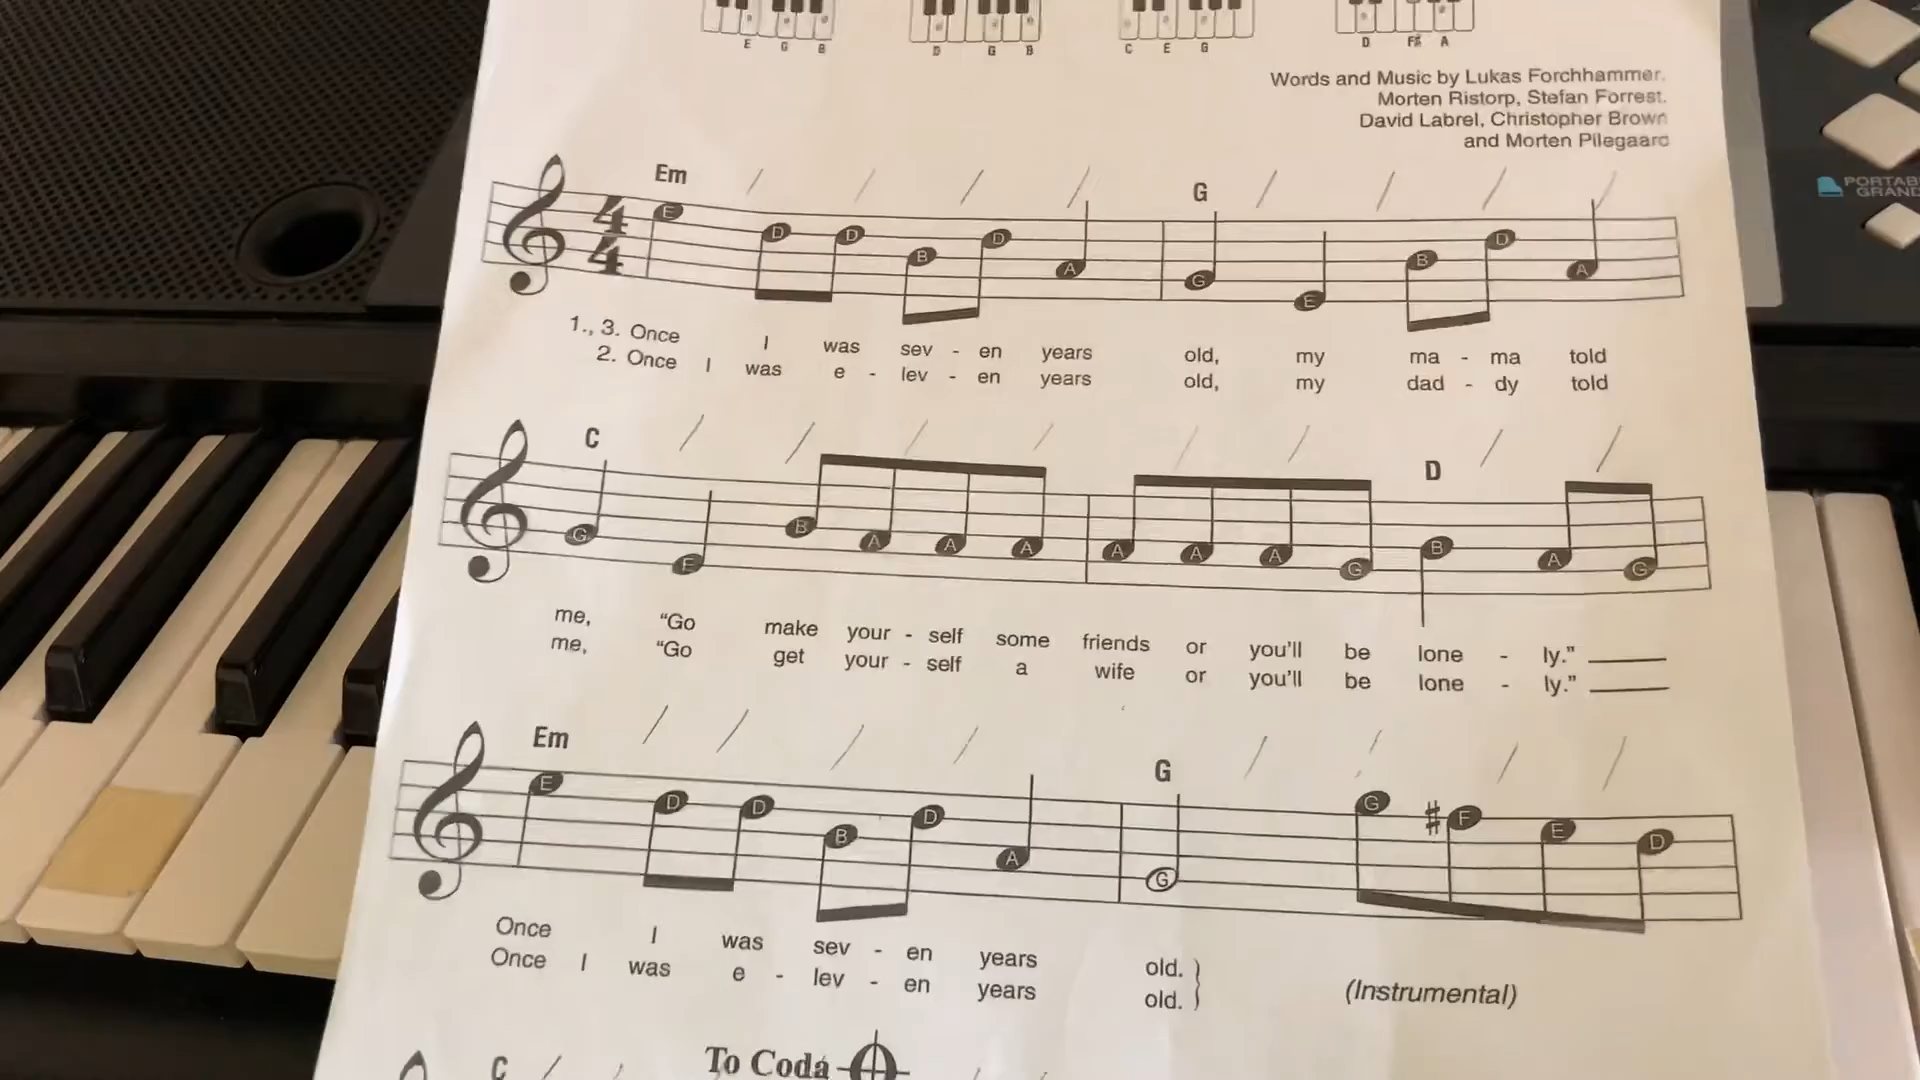 E G B D G B C E G D F# A
Words and Music by Lukas Forchhammer,
Morten Ristorp, Stefan Forrest,
David Labrel, Christopher Brown
and Morten Pilegaard
PORTAB
GRAND
Em G
4
4
E D D B D A G E B D A
1., 3. Once I was sev - en years old, my ma - ma told
2. Once I was e - lev - en years old, my dad - dy told
C D
G E B A A A A A A G B A G
me, “Go make your - self some friends or you'll be lone - ly.”
me, “Go get your - self a wife or you'll be lone - ly.”
Em G
E D D B D A G G #F E D
Once I was sev - en years old.
Once I was e - lev - en years old.
(Instrumental)
C To Coda